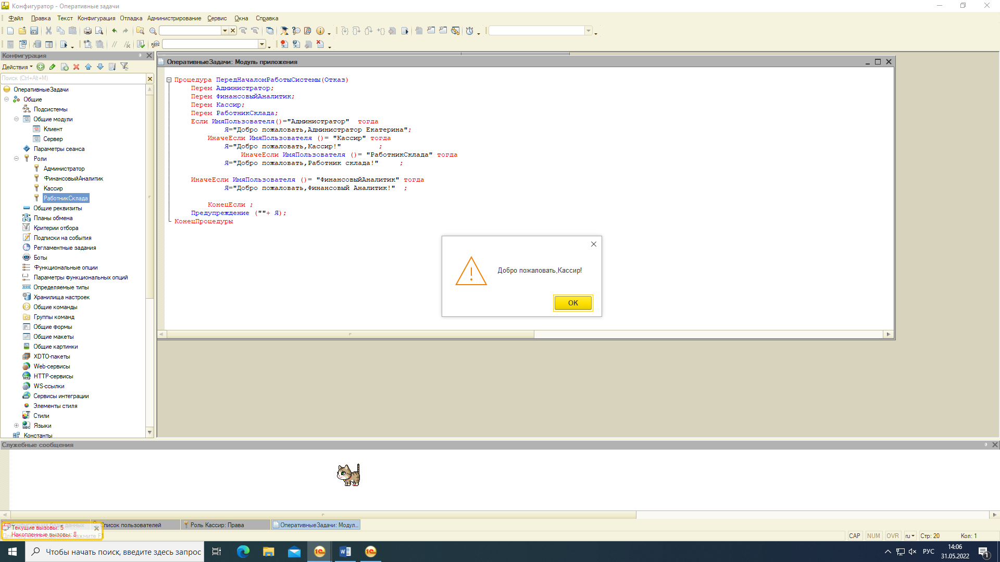 Конфигуратор - Оперативные задачи
Файл Правка Текст Конфигурация Отладка Администрирование Сервис Окна Справка
Конфигурация
Действия
Поиск (Ctrl+Alt+M)
ОперативныеЗадачи
Общие
Подсистемы
Общие модули
Клиент
Сервер
Параметры сеанса
Роли
Администратор
ФинансовыйАналитик
Кассир
РаботникСклада
Общие реквизиты
Планы обмена
Критерии отбора
Подписки на события
Регламентные задания
Боты
Функциональные опции
Параметры функциональных опций
Определяемые типы
Хранилища настроек
Общие команды
Группы команд
Общие формы
Общие макеты
Общие картинки
XDTO-пакеты
Web-сервисы
HTTP-сервисы
WS-ссылки
Сервисы интеграции
Элементы стиля
Стили
Языки
Константы
ОперативныеЗадачи: Модуль приложения
Процедура ПередНачаломРаботыСистемы(Отказ)
Перем Администратор;
Перем ФинансовыйАналитик;
Перем Кассир;
Перем РаботникСклада;
Если ИмяПользователя()="Администратор" тогда
Я="Добро пожаловать,Администратор Екатерина";
ИначеЕсли ИмяПользователя ()= "Кассир" тогда
Я="Добро пожаловать,Кассир!" ;
ИначеЕсли ИмяПользователя ()= "РаботникСклада" тогда
Я="Добро пожаловать,Работник склада!" ;
ИначеЕсли ИмяПользователя ()= "ФинансовыйАналитик" тогда
Я="Добро пожаловать,Финансовый Аналитик!" ;
КонецЕсли ;
Предупреждение (""+ Я);
КонецПроцедуры
Добро пожаловать,Кассир!
OK
Служебные сообщения
Список пользователей
Роль Кассир: Права
ОперативныеЗадачи: Модул...
Текущие вызовы: 5
Накопленные вызовы: 8
CAP NUM OVR ru Стр: 20 Кол: 1
Чтобы начать поиск, введите здесь запрос
РУС
14:06
31.05.2022
1